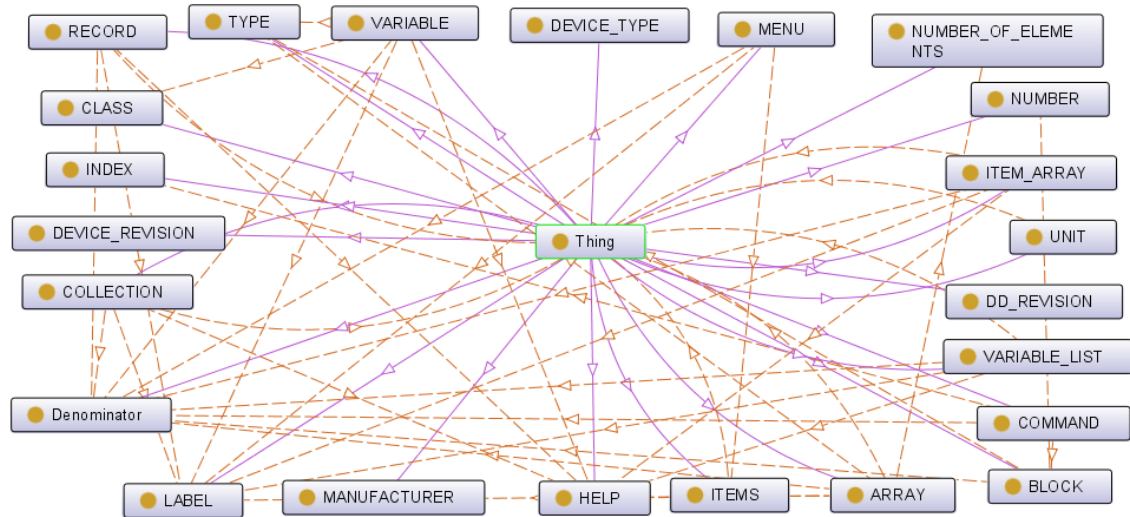 RECORD
TYPE
VARIABLE
DEVICE_TYPE
MENU
NUMBER_OF_ELEME
NTS
CLASS
NUMBER
INDEX
ITEM_ARRAY
DEVICE_REVISION
Thing
UNIT
COLLECTION
DD_REVISION
VARIABLE_LIST
Denominator
COMMAND
LABEL
MANUFACTURER
HELP
ITEMS
ARRAY
BLOCK